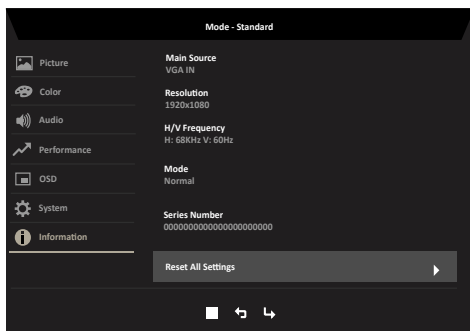 Mode - Standard
Picture
Color
Audio
Performance
OSD
System
Information
Main Source
VGA IN
Resolution
1920x1080
H/V Frequency
H: 68KHz V: 60Hz
Mode
Normal
Series Number
0000000000000000000000
Reset All Settings